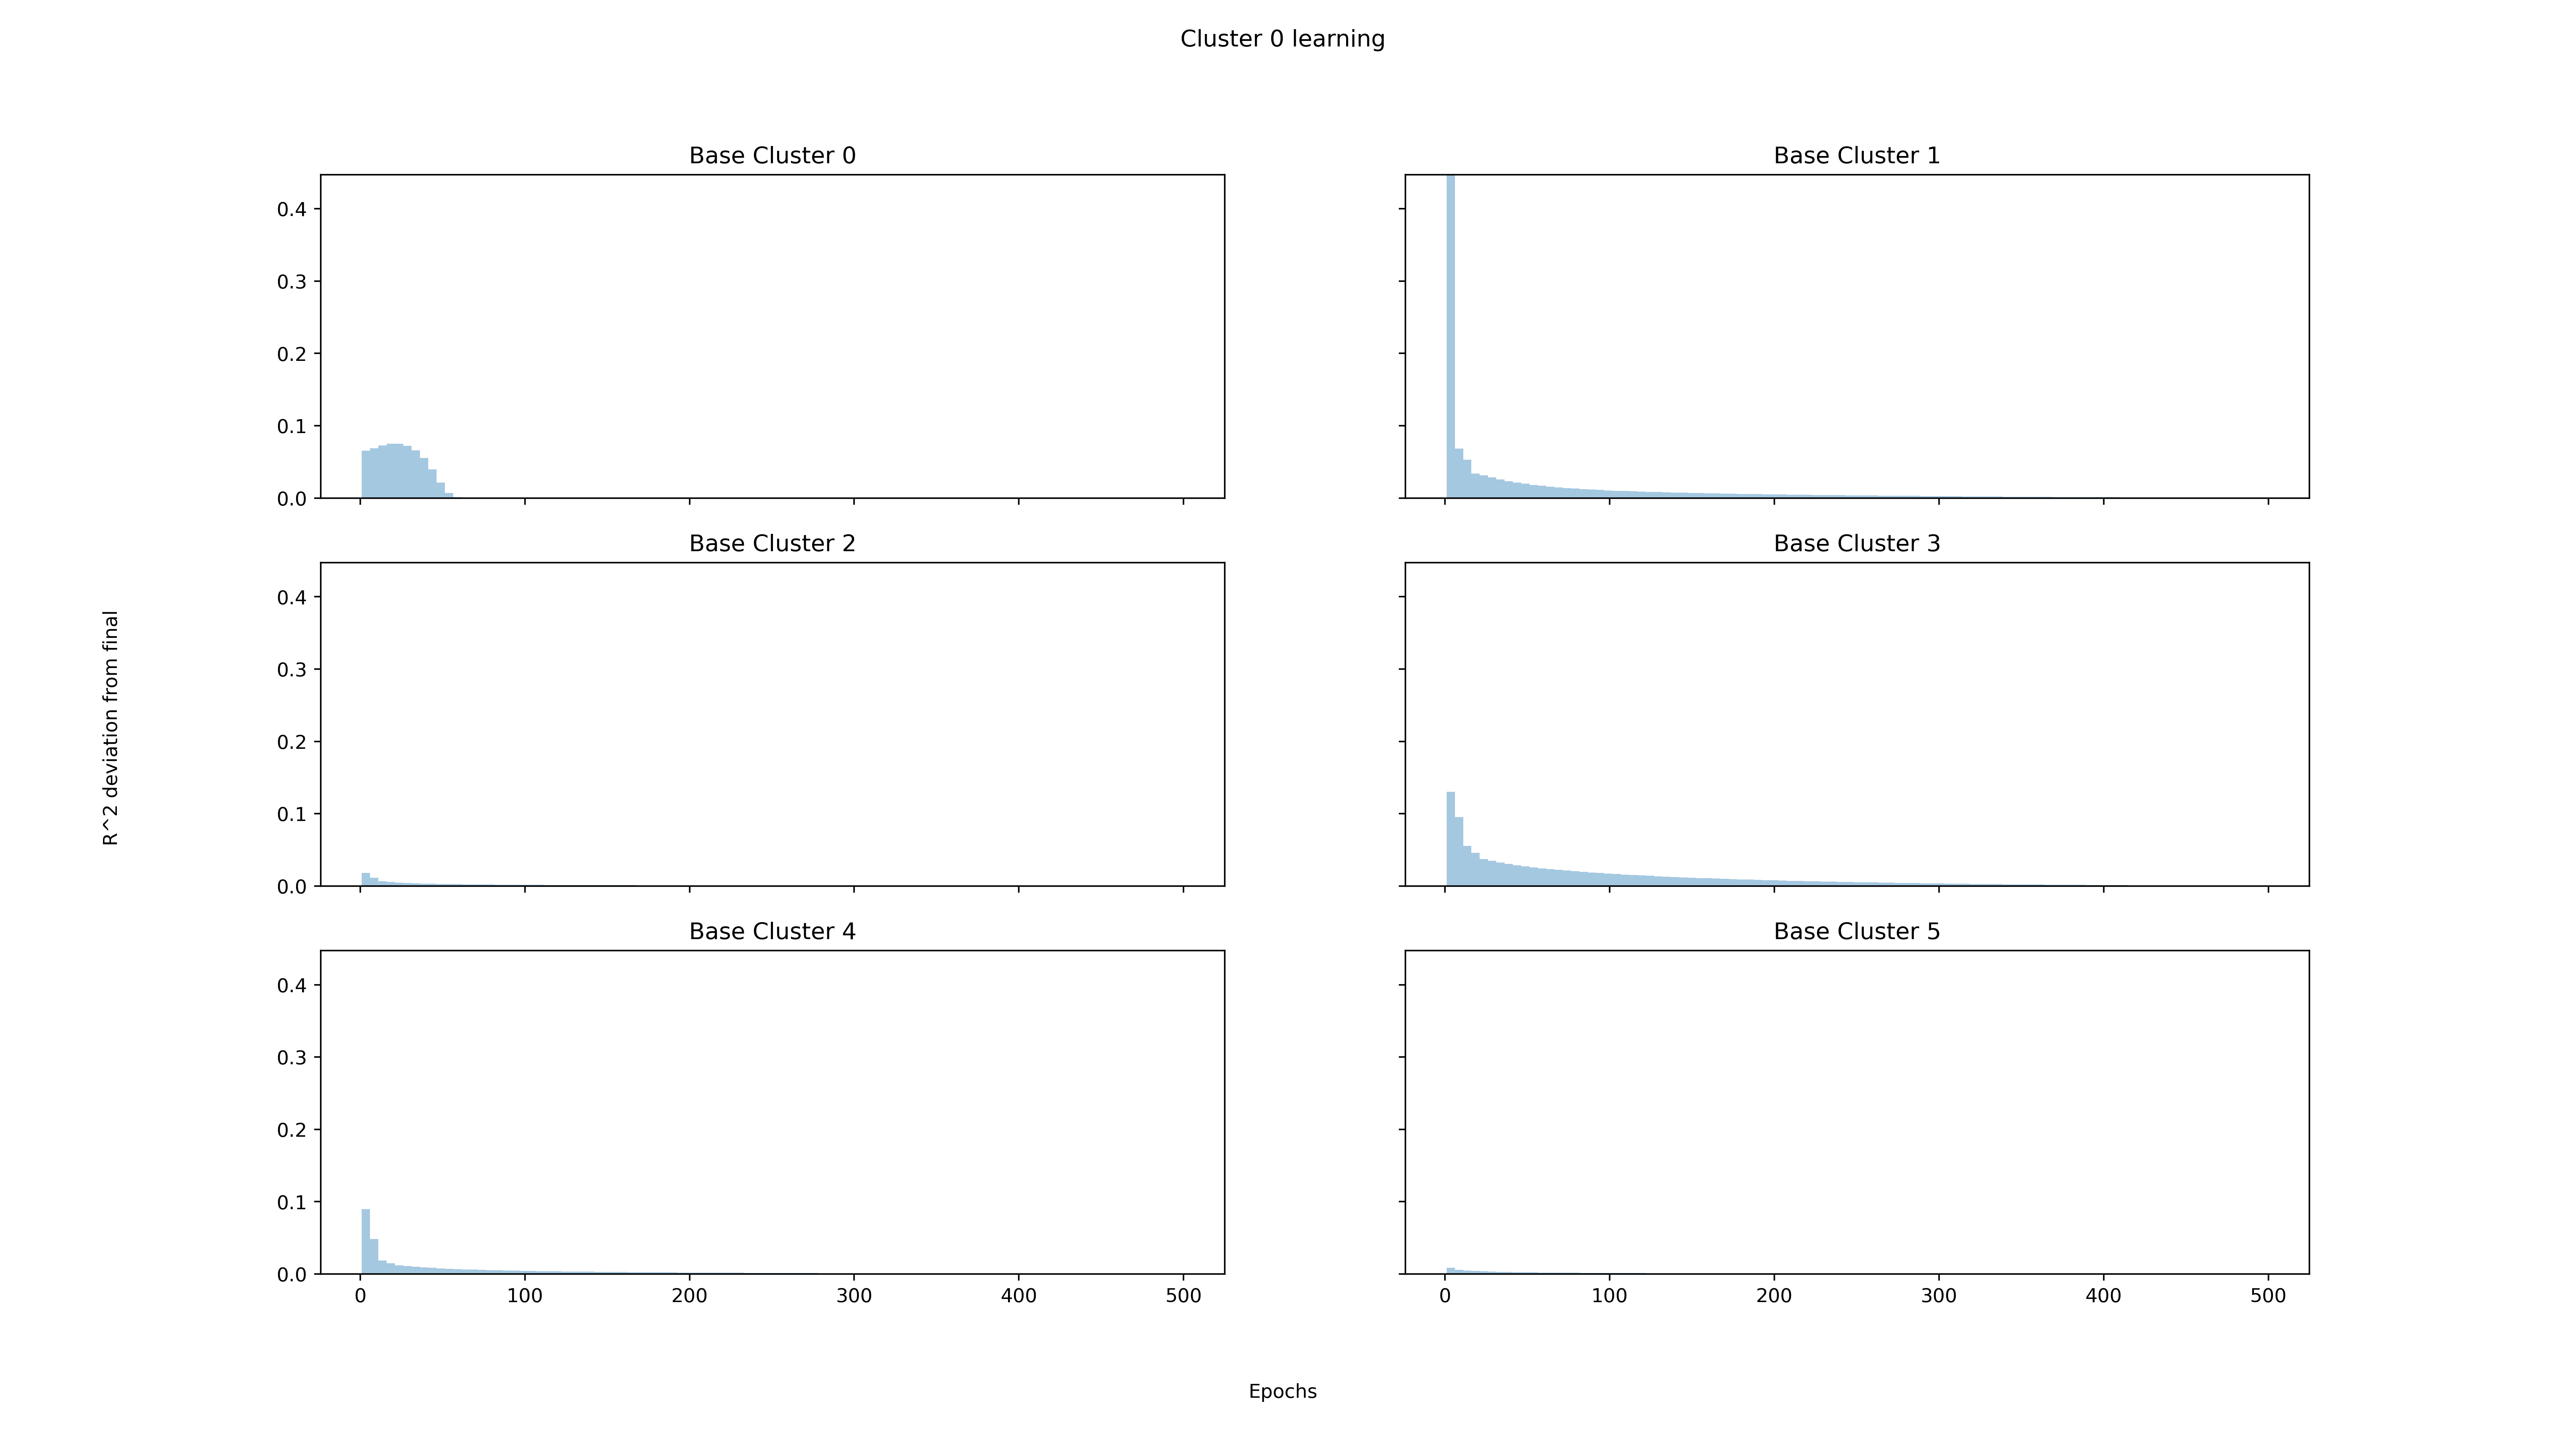 Cluster 0 learning
Base Cluster 0
0.4
0.3
0.2
0.1
0.0
Base Cluster 1
Base Cluster 2
0.4
0.3
0.2
0.1
0.0
Base Cluster 3
R^2 deviation from final
Base Cluster 4
0.4
0.3
0.2
0.1
0.0
0 100 200 300 400 500
Base Cluster 5
0 100 200 300 400 500
Epochs